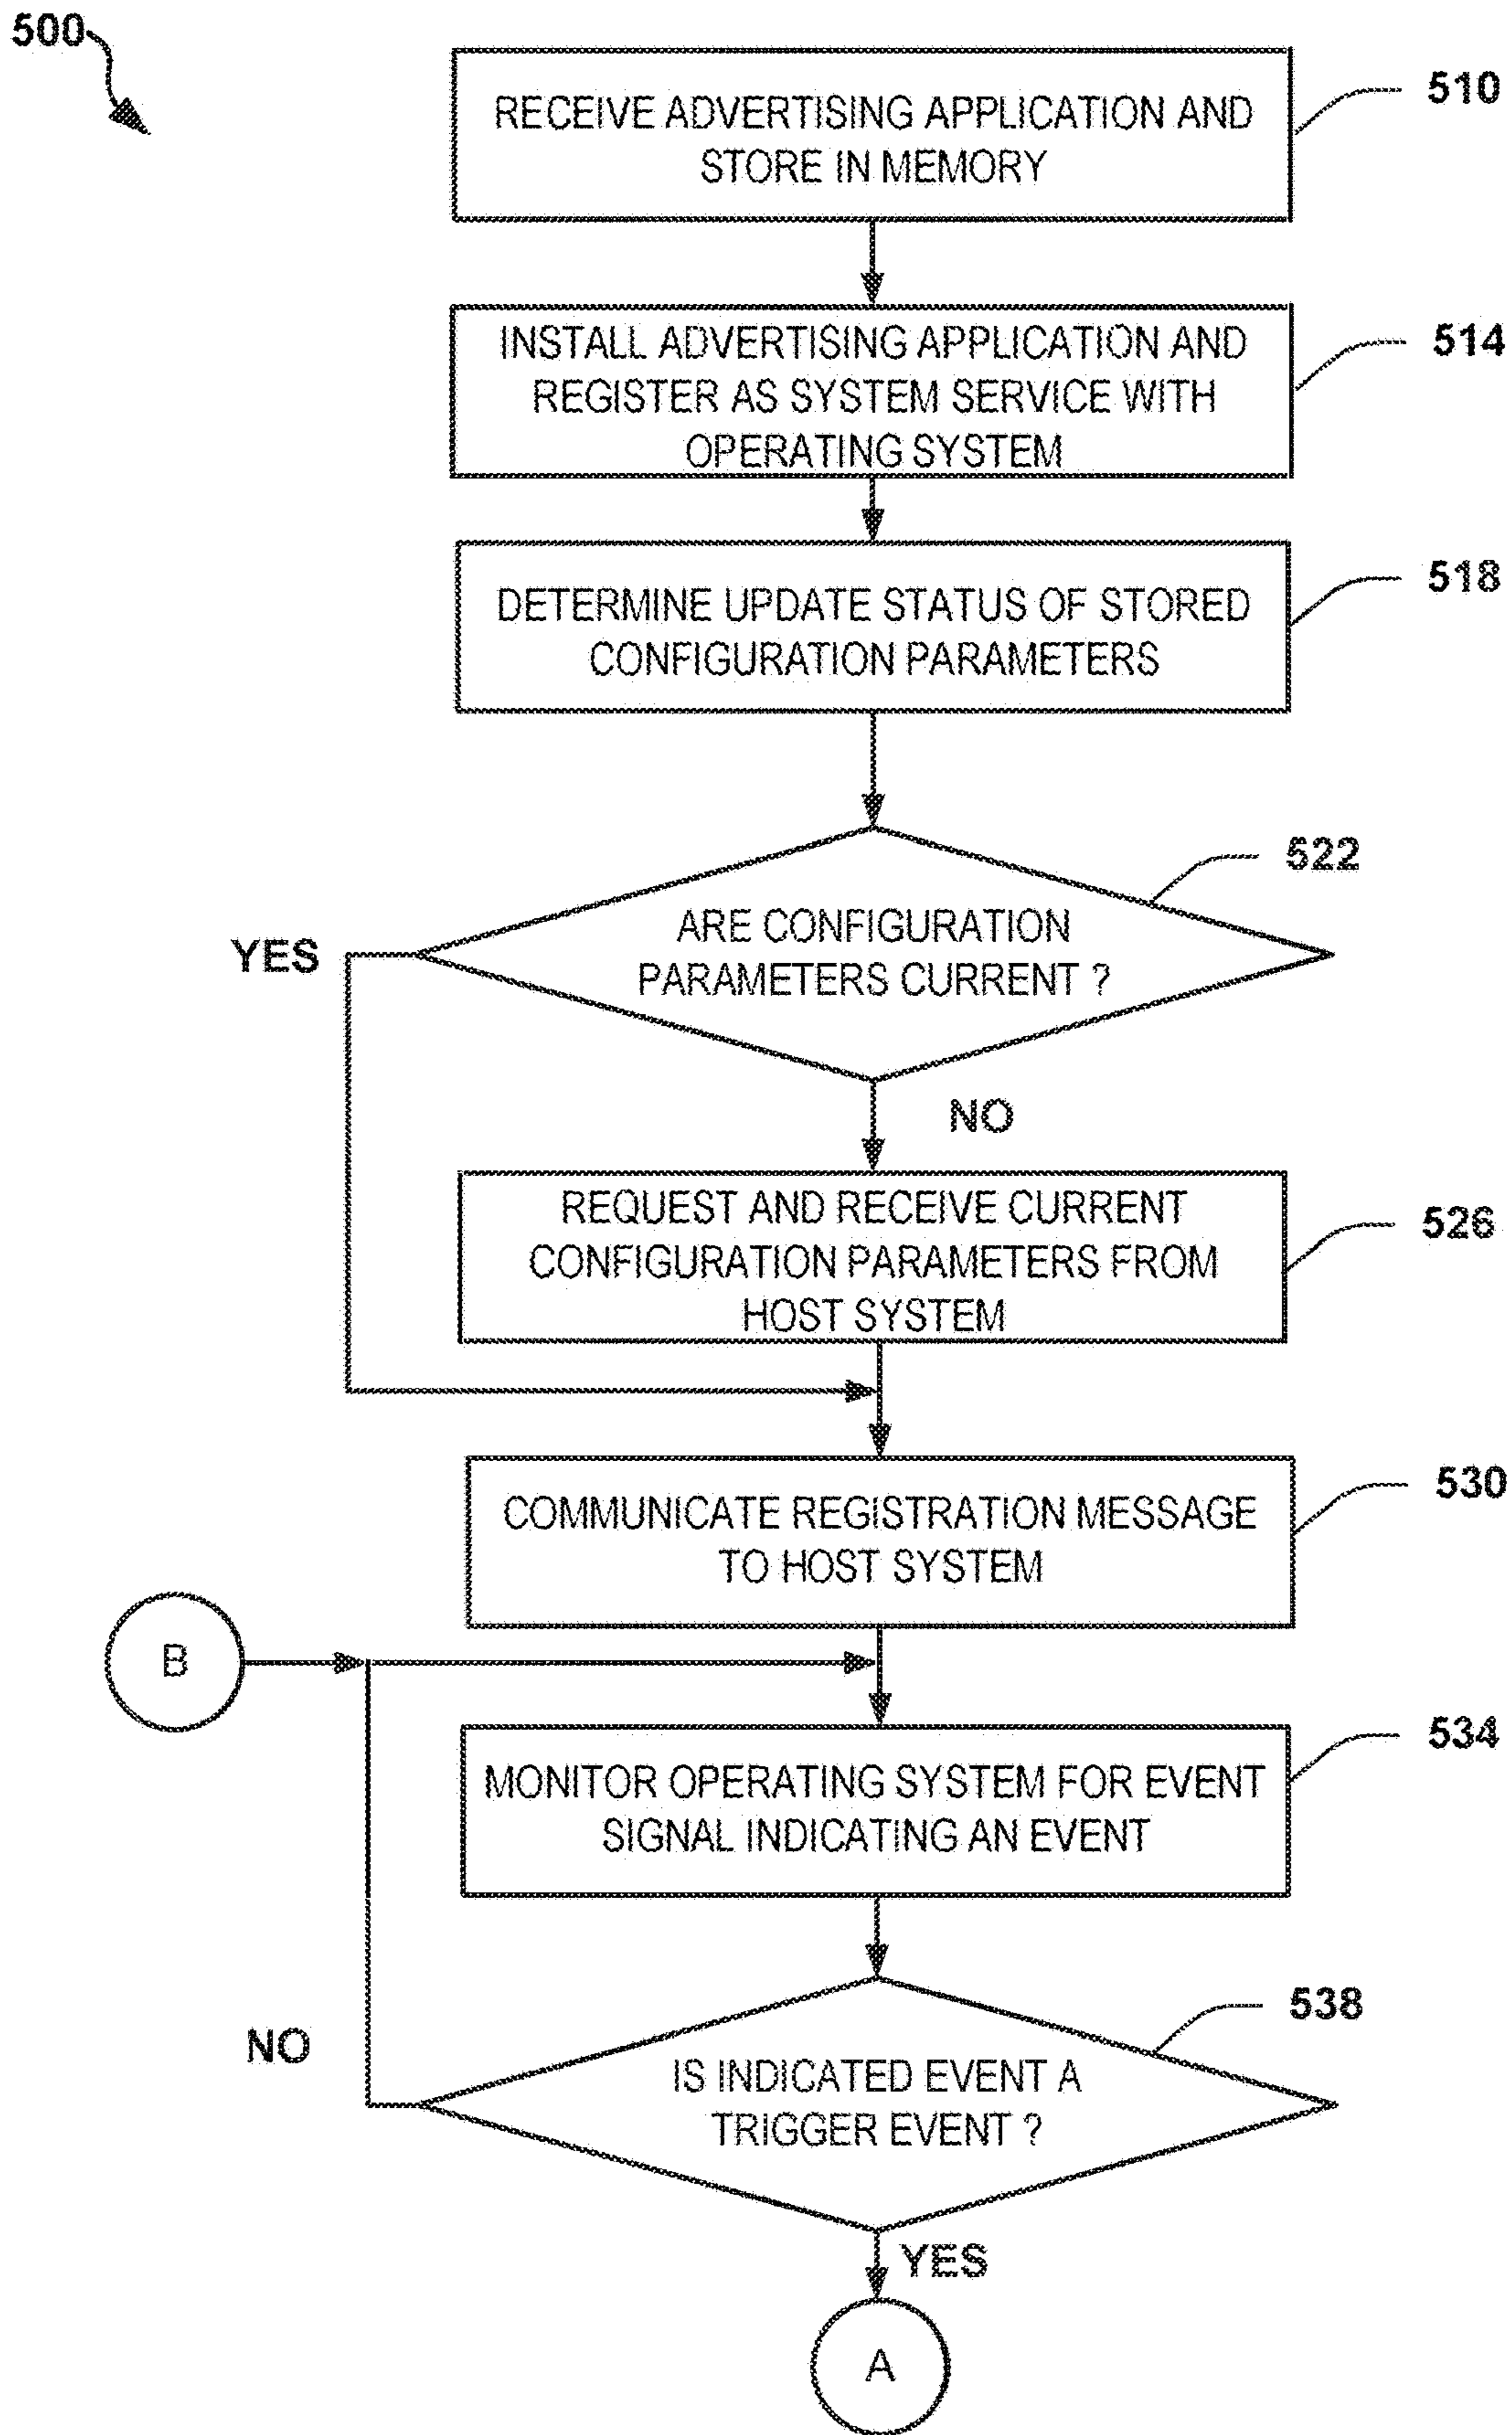 500
RECEIVE ADVERTISING APPLICATION AND
STORE IN MEMORY
510
INSTALL ADVERTISING APPLICATION AND
REGISTER AS SYSTEM SERVICE WITH
OPERATING SYSTEM
514
DETERMINE UPDATE STATUS OF STORED
CONFIGURATION PARAMETERS
518
522
ARE CONFIGURATION
PARAMETERS CURRENT ?
YES
NO
REQUEST AND RECEIVE CURRENT
CONFIGURATION PARAMETERS FROM
HOST SYSTEM
526
COMMUNICATE REGISTRATION MESSAGE
TO HOST SYSTEM
530
B
MONITOR OPERATING SYSTEM FOR EVENT
SIGNAL INDICATING AN EVENT
534
538
NO
IS INDICATED EVENT A
TRIGGER EVENT ?
YES
A